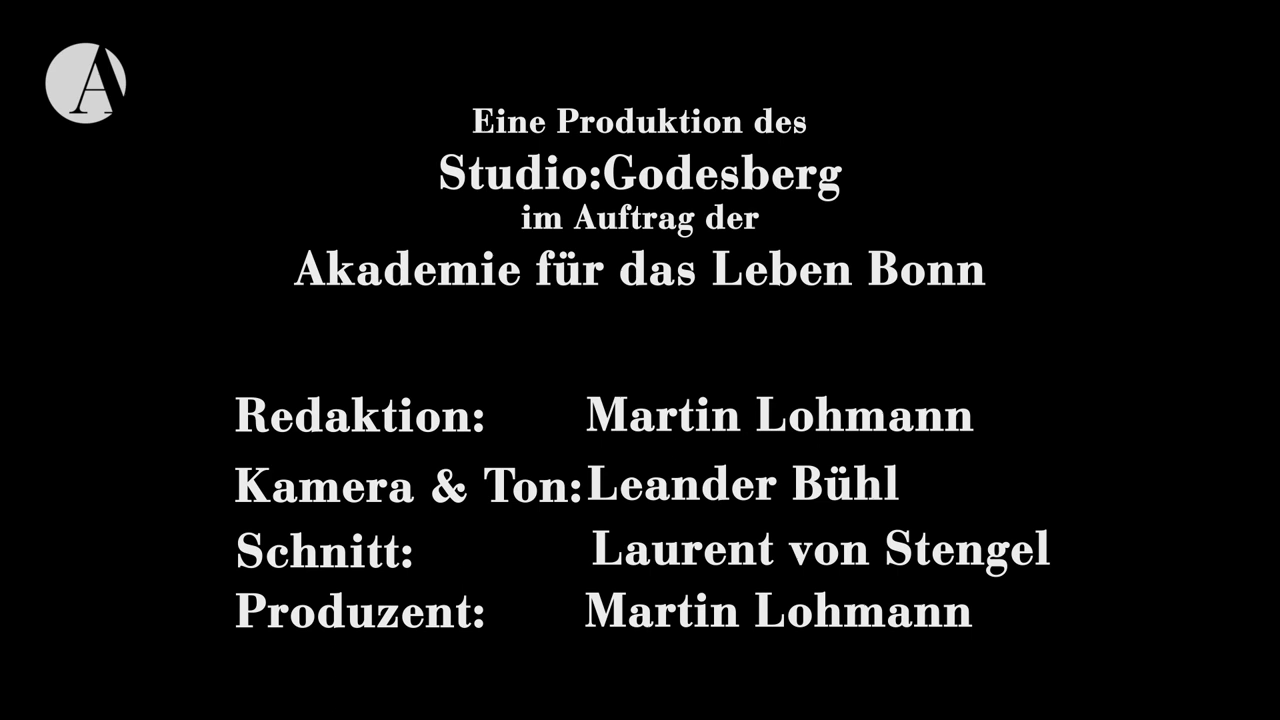 A
Eine Produktion des
Studio:Godesberg
im Auftrag der
Akademie für das Leben Bonn
Redaktion: Martin Lohmann
Kamera & Ton: Leander Bühl
Schnitt: Laurent von Stengel
Produzent: Martin Lohmann